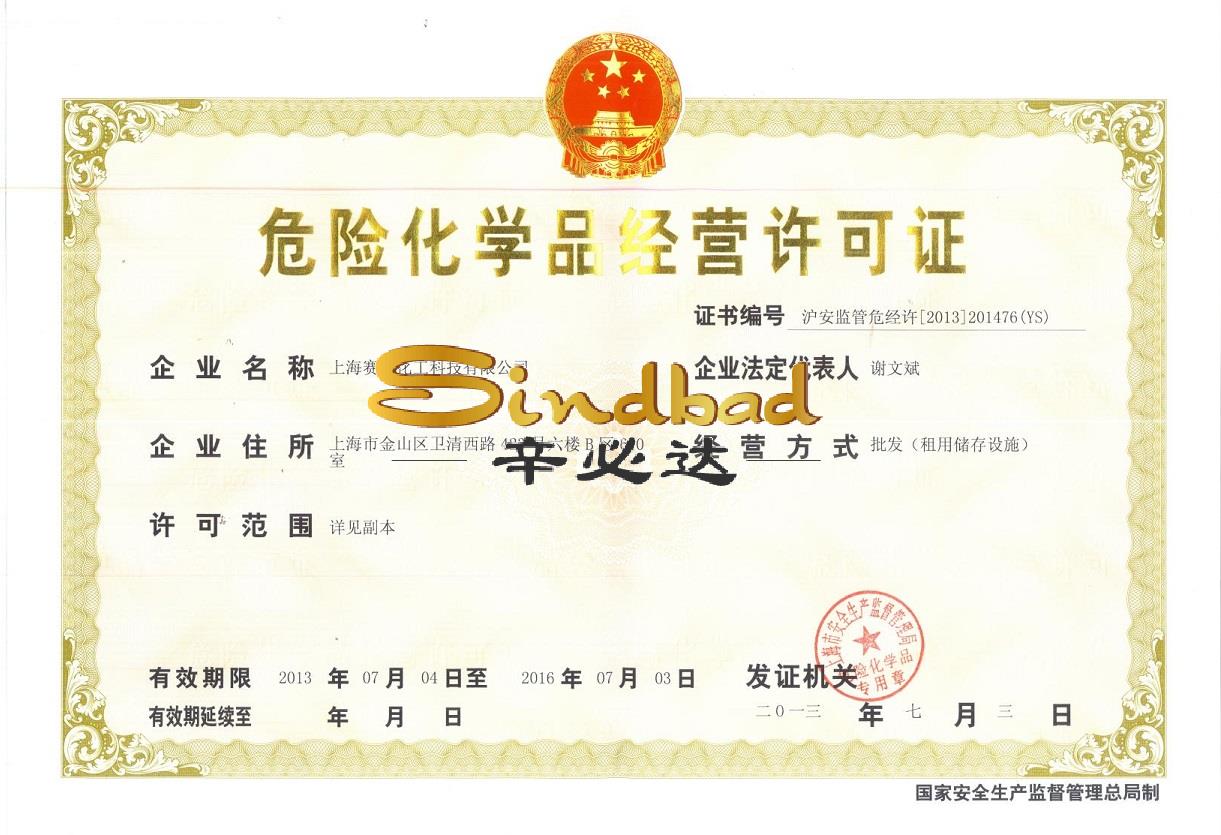 危险化学品经营许可证
证书编号 沪安监管危经许[2013]201476(YS)
企业名称 上海赛 化工科技有限公司
企业法定代表人 谢文斌
Sindbad
辛必达
企业住所 上海市金山区卫清西路 号六楼B区
室
经营方式 批发（租用储存设施）
许可范围 详见副本
上海市安全生产监督管理局
危险化学品
专用章
有效期限 2013 年 07 月 04 日至 2016 年 07 月 03 日
发证机关
有效期延续至 年 月 日
二〇一三 年 七 月 三 日
国家安全生产监督管理总局制